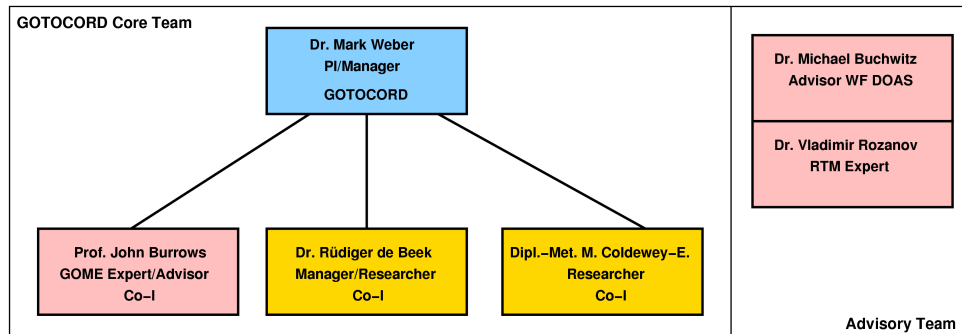 GOTOCORD Core Team
Dr. Mark Weber
PI/Manager
GOTOCORD
Prof. John Burrows
GOME Expert/Advisor
Co−I
Dr. Rüdiger de Beek
Manager/Researcher
Co−I
Dipl.−Met. M. Coldewey−E.
Researcher
Co−I
Dr. Michael Buchwitz
Advisor WF DOAS
Dr. Vladimir Rozanov
RTM Expert
Advisory Team